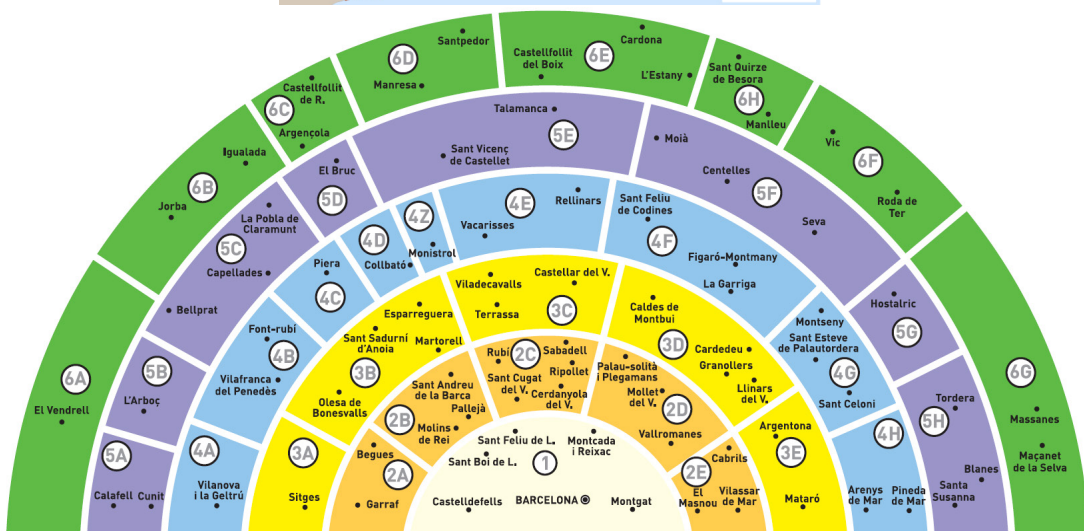 Santpedor
6D
Manresa
Castellfollit
del Boix
6E
Cardona
L'Estany
Sant Quirze
de Besora
6H
Manlleu
Castellfollit
de R.
6C
Argençola
Igualada
6B
Jorba
Vic
6F
Roda de
Ter
6A
El Vendrell
6G
Massanes
Maçanet
de la Selva
Talamanca
5E
Sant Vicenç
de Castellet
Moià
Centelles
5F
Seva
El Bruc
5D
La Pobla de
Claramunt
5C
Capellades
Bellprat
Hostalric
5G
5B
L'Arboç
Tordera
5H
Blanes
Santa
Susanna
5A
Calafell
Cunit
4Z
Monistrol
4E
Rellinars
Vacarisses
Sant Feliu
de Codines
4F
Figaró-Montmany
La Garriga
4D
Collbató
Piera
4C
Font-rubí
4B
Vilafranca
del Penedès
Montseny
Sant Esteve
de Palautordera
4G
Sant Celoni
4A
Vilanova
i la Geltrú
4H
Arenys
de Mar
Pineda
de Mar
Viladecavalls
Castellar del V.
3C
Terrassa
Caldes de
Montbui
3D
Cardedeu
Granollers
Llinars
del V.
Esparreguera
Sant Sadurní
d'Anoia
Martorell
3B
Olesa de
Bonesvalls
3A
Sitges
Argentona
3E
Mataró
Rubí
2C
Sabadell
Ripollet
Sant Cugat
del V.
Cerdanyola
del V.
Palau-solità
i Plegamans
Mollet
del V.
2D
Vallromanes
Sant Andreu
de la Barca
2B
Pallejà
Molins
de Rei
Begues
2A
Garraf
2E
Cabrils
El
Masnou
Vilassar
de Mar
Sant Feliu de L.
Montcada
i Reixac
Sant Boi de L.
1
Castelldefells
BARCELONA
Montgat